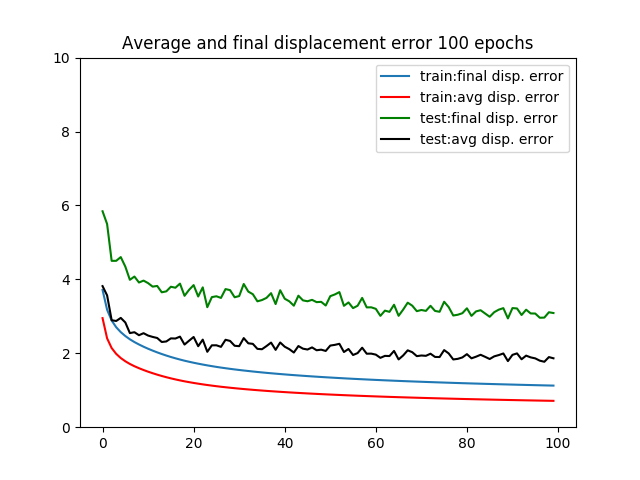 Average and final displacement error 100 epochs
train:final disp. error
train:avg disp. error
test:final disp. error
test:avg disp. error
10
8
6
4
2
0
0 20 40 60 80 100